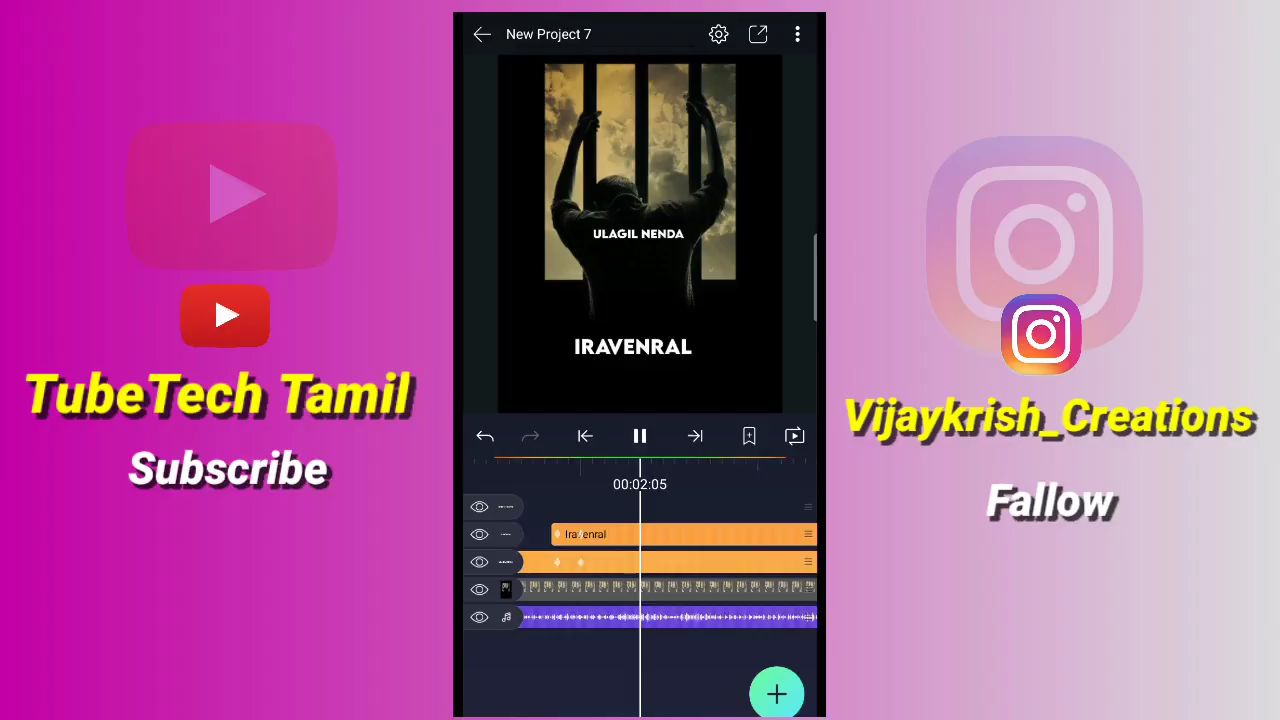 New Project 7
ULAGIL NENDA
IRAVENRAL
00:02:05
Iravenral
TubeTech Tamil
Subscribe
Vijaykrish_Creations
Fallow